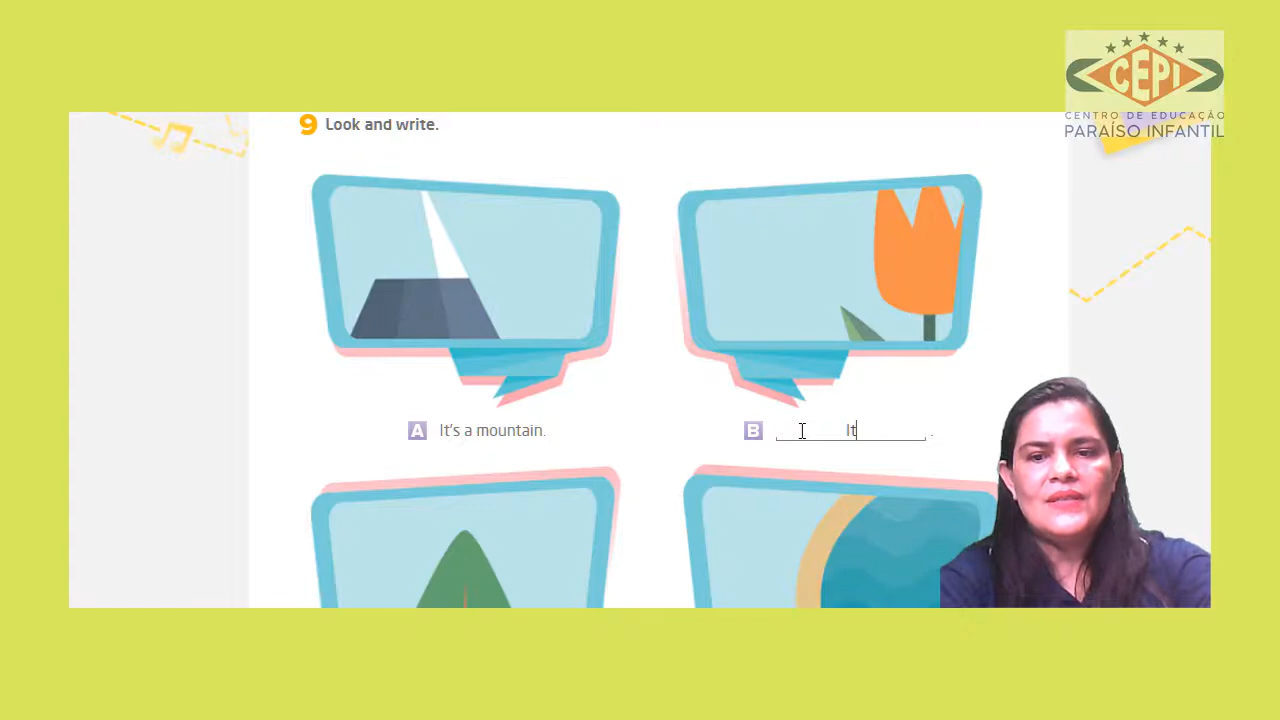 CEPI
CENTRO DE EDUCAÇÃO
PARAÍSO INFANTIL
9 Look and write.
A It's a mountain.
B It .